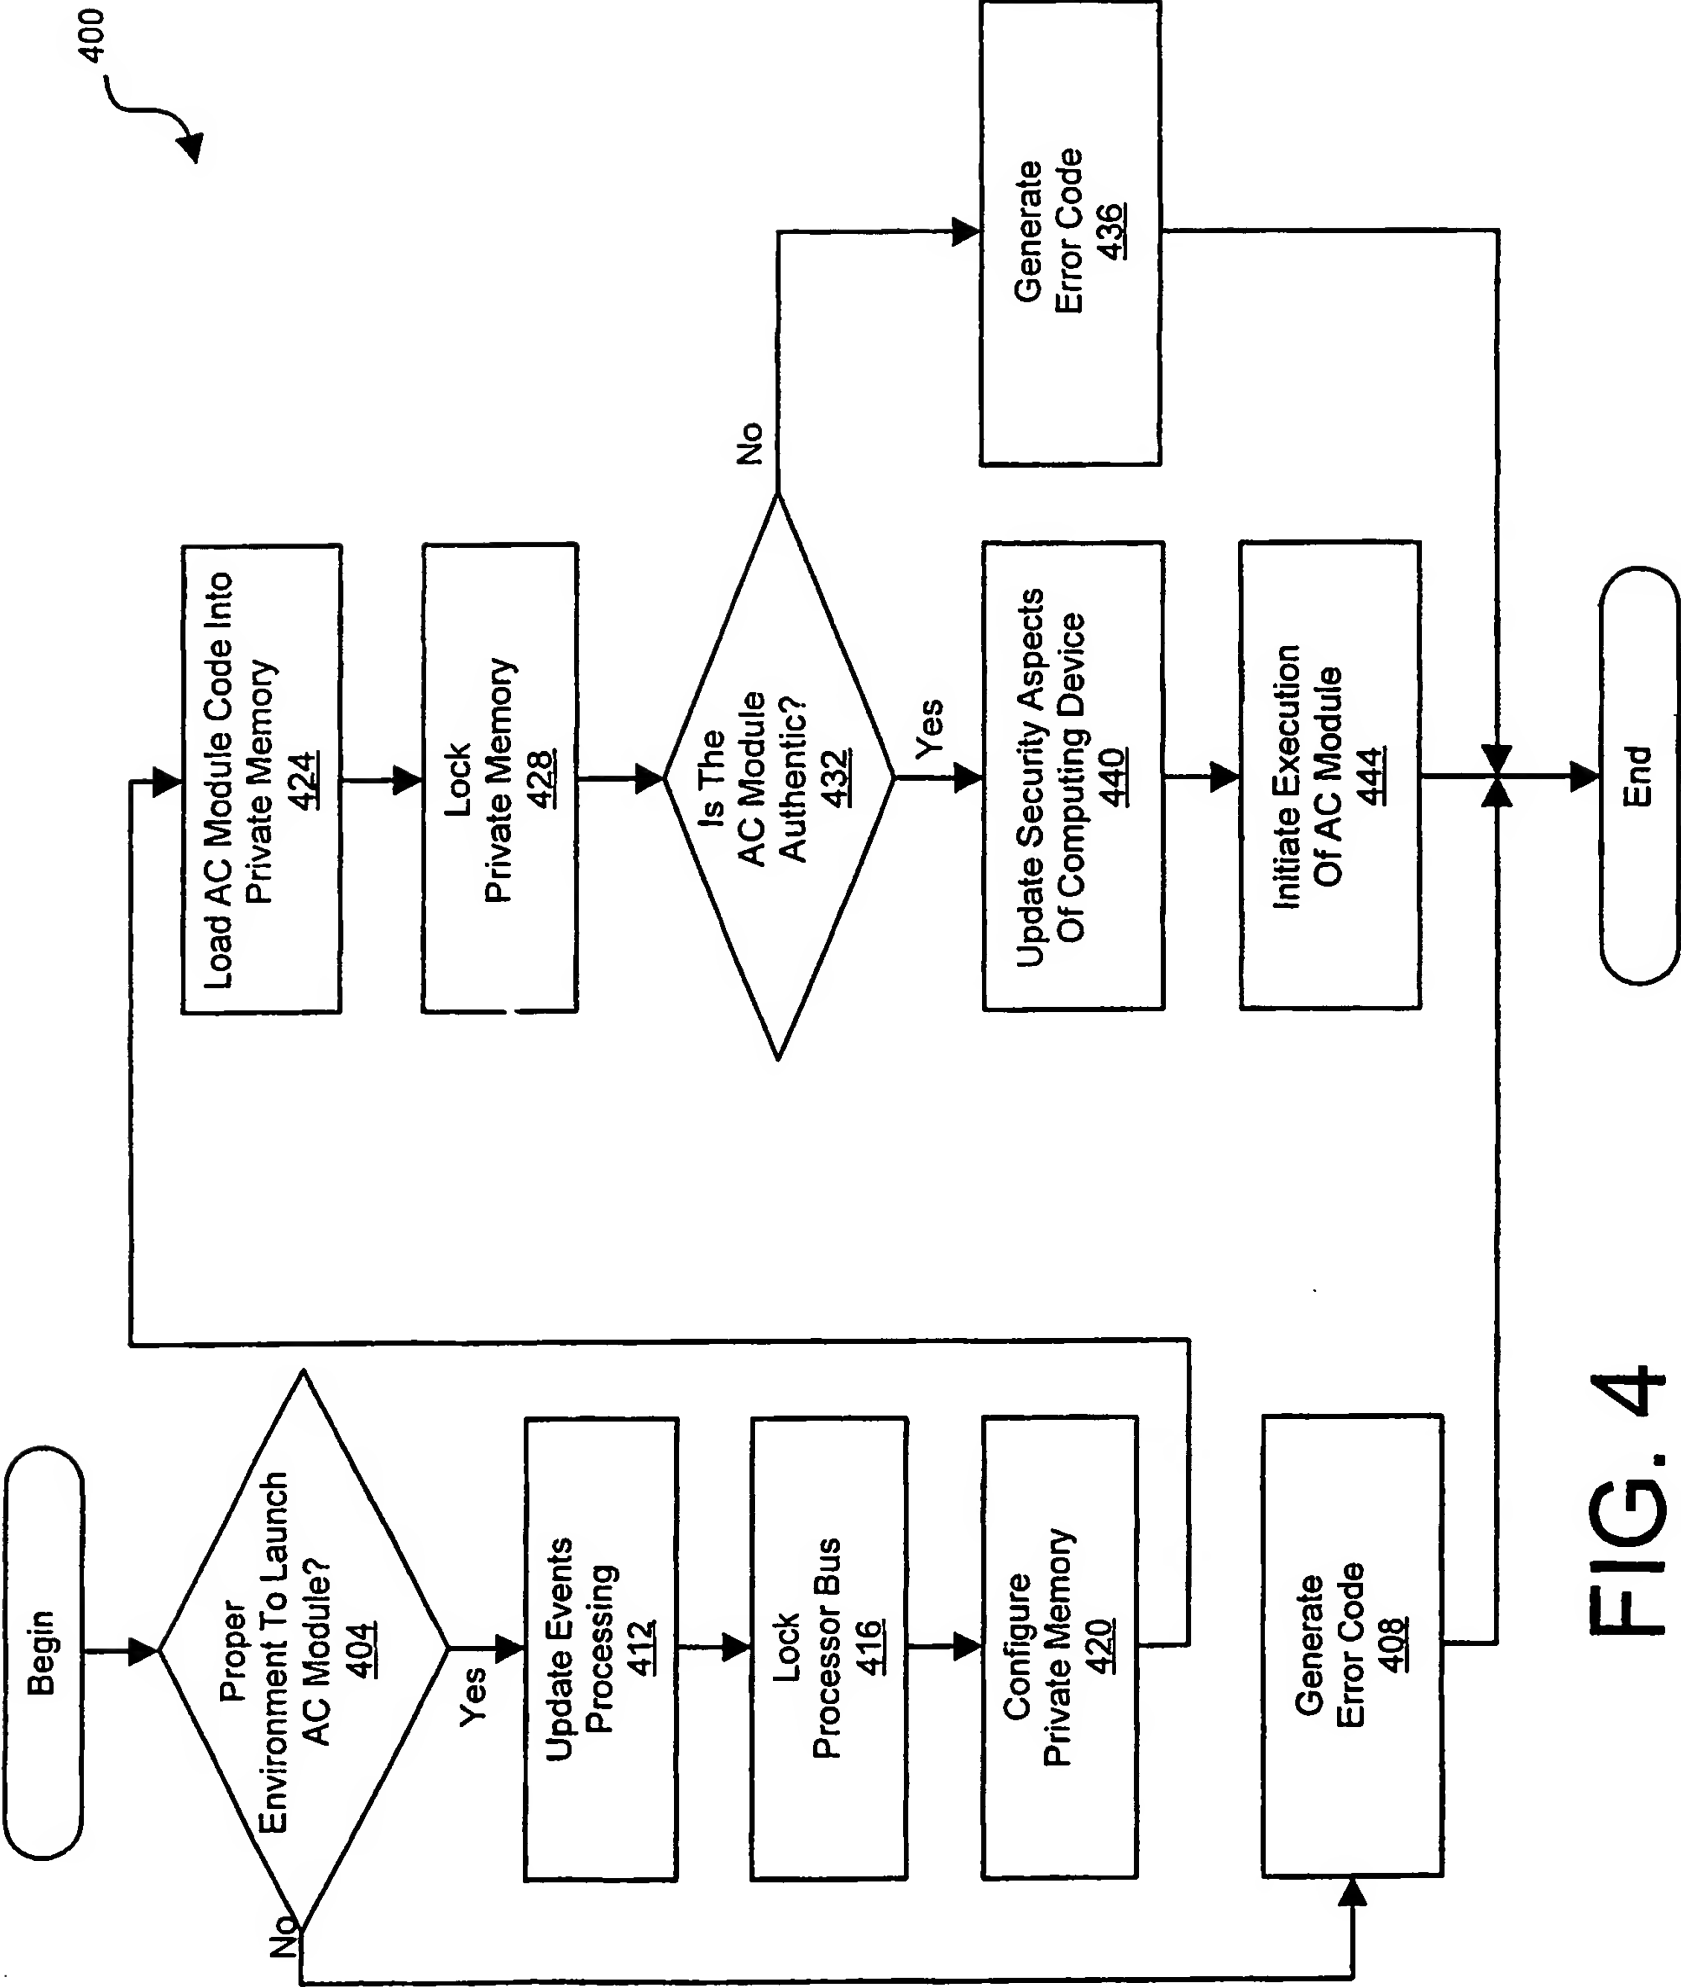 400
Begin
Proper
Environment To Launch
AC Module?
404
No
Yes
Update Events
Processing
412
Lock
Processor Bus
416
Configure
Private Memory
420
Generate
Error Code
408
Load AC Module Code Into
Private Memory
424
Lock
Private Memory
428
Is The
AC Module
Authentic?
432
No
Yes
Generate
Error Code
436
Update Security Aspects
Of Computing Device
440
Initiate Execution
Of AC Module
444
End
FIG. 4